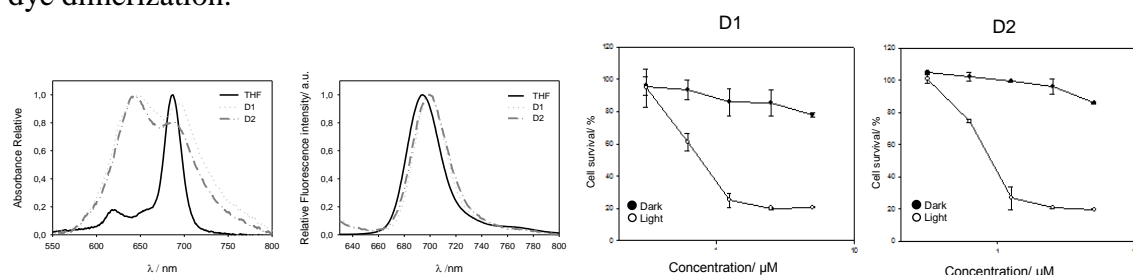 dye dimerization.
D1
D2
1,0
0,8
0,6
0,4
0,2
0,0
Absorbance Relative
THF
D1
D2
550 600 650 700 750 800
λ / nm
1,0
0,8
0,6
0,4
0,2
0,0
Relative Fluorescence intensity/ a.u.
THF
D1
D2
640 660 680 700 720 740 760 780 800
λ /nm
120
100
80
60
40
20
0
Cell survival/ %
Dark
Light
1 10
Concentration/ µM
120
100
80
60
40
20
0
Cell survival/ %
Dark
Light
1
Concentration/ µM